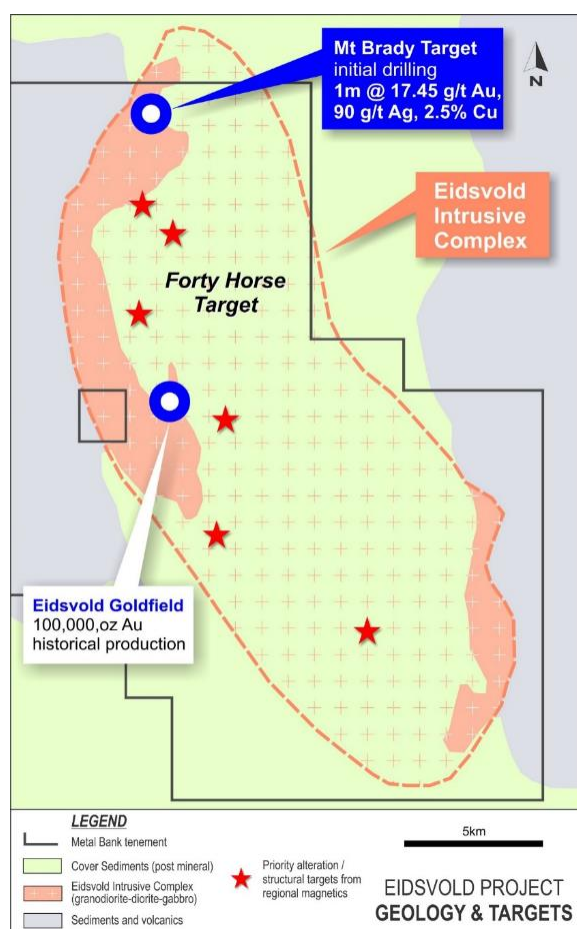 Mt Brady Target
initial drilling
1m @ 17.45 g/t Au,
90 g/t Ag, 2.5% Cu
N
Eidsvold
Intrusive
Complex
Forty Horse
Target
Eidsvold Goldfield
100,000,oz Au
historical production
LEGEND
Metal Bank tenement
Cover Sediments (post mineral)
Eidsvold Intrusive Complex
(granodiorite-diorite-gabbro)
Sediments and volcanics
Priority alteration /
structural targets from
regional magnetics
5km
EIDSVOLD PROJECT
GEOLOGY & TARGETS